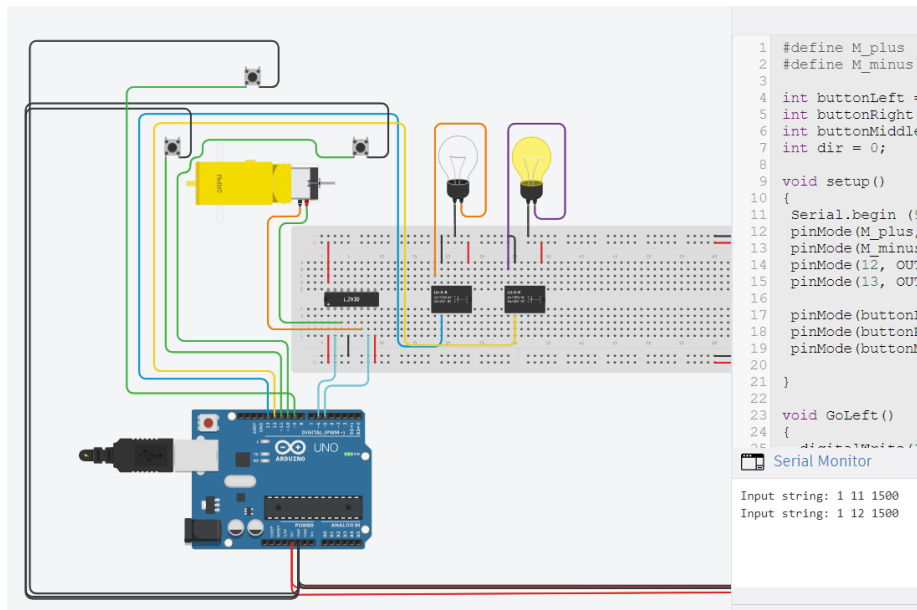 1 #define M_plus
2 #define M_minus
3
4 int buttonLeft =
5 int buttonRight
6 int buttonMiddle
7 int dir = 0;
8
9 void setup()
10 {
11 Serial.begin (9
12 pinMode(M_plus,
13 pinMode(M_minus
14 pinMode(12, OUT
15 pinMode(13, OUT
16
17 pinMode(buttonL
18 pinMode(buttonR
19 pinMode(buttonM
20
21 }
22
23 void GoLeft()
24 {
25
L293D
DIGITAL (PWM~)
UNO
ARDUINO
POWER
ANALOG IN
Serial Monitor
Input string: 1 11 1500
Input string: 1 12 1500